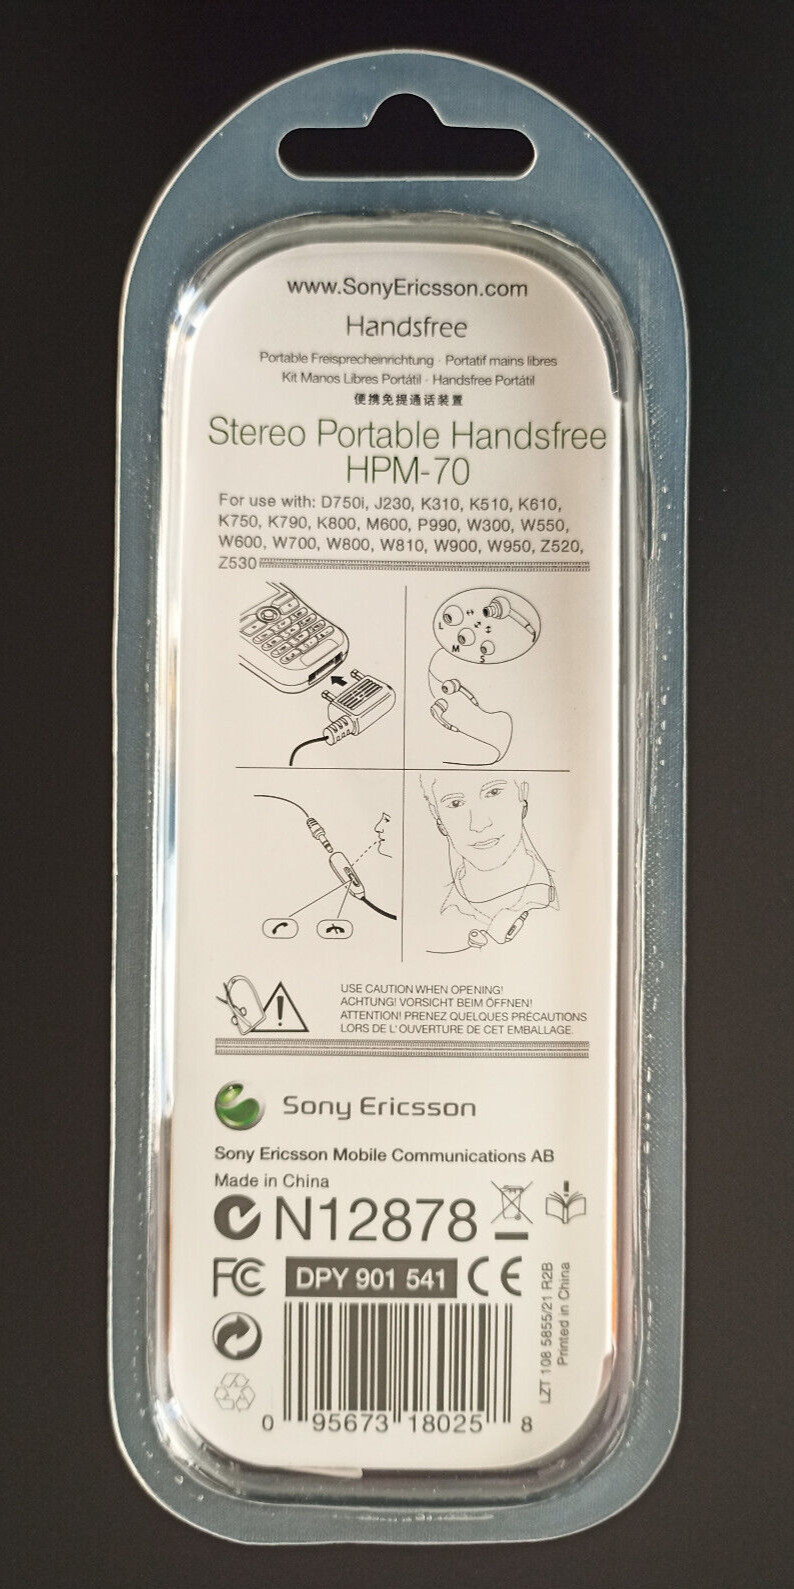 www.SonyEricsson.com
Handsfree
Portable Freisprecheinrichtung · Portatif mains libres
Kit Manos Libres Portátil · Handsfree Portátil
便携免提通话装置
Stereo Portable Handsfree
HPM-70
For use with: D750i, J230, K310, K510, K610,
K750, K790, K800, M600, P990, W300, W550,
W600, W700, W800, W810, W900, W950, Z520,
Z530
L
M
S
USE CAUTION WHEN OPENING!
ACHTUNG! VORSICHT BEIM ÖFFNEN!
ATTENTION! PRENEZ QUELQUES PRÉCAUTIONS
LORS DE L'OUVERTURE DE CET EMBALLAGE.
Sony Ericsson
Sony Ericsson Mobile Communications AB
Made in China
N12878
FC DPY 901 541 CE
LZT 108 5855/21 R2B
Printed in China
0 95673 18025 8